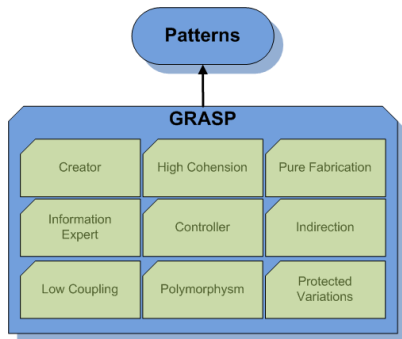 Patterns
GRASP
Creator
High Cohension
Pure Fabrication
Information
Expert
Controller
Indirection
Low Coupling
Polymorphysm
Protected
Variations